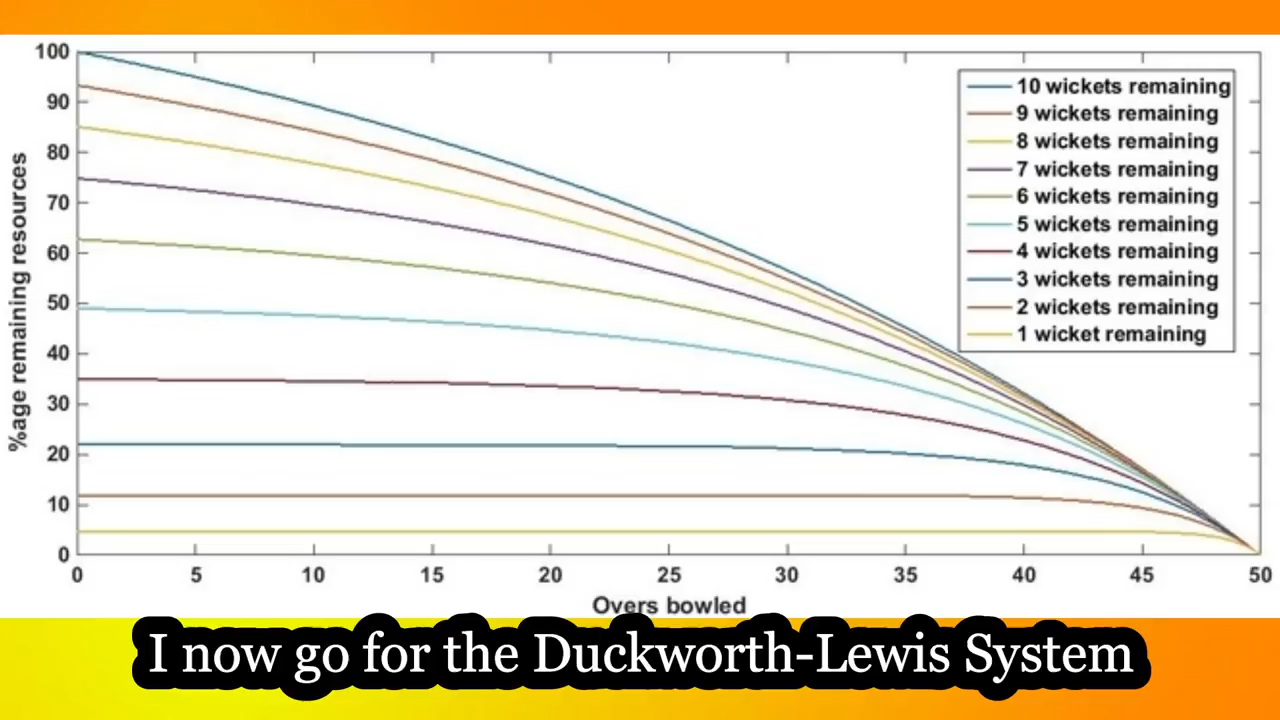 100
90
80
70
60
50
40
30
20
10
0
%age remaining resources
10 wickets remaining
9 wickets remaining
8 wickets remaining
7 wickets remaining
6 wickets remaining
5 wickets remaining
4 wickets remaining
3 wickets remaining
2 wickets remaining
1 wicket remaining
0 5 10 15 20 25 30 35 40 45 50
Overs bowled
I now go for the Duckworth-Lewis System